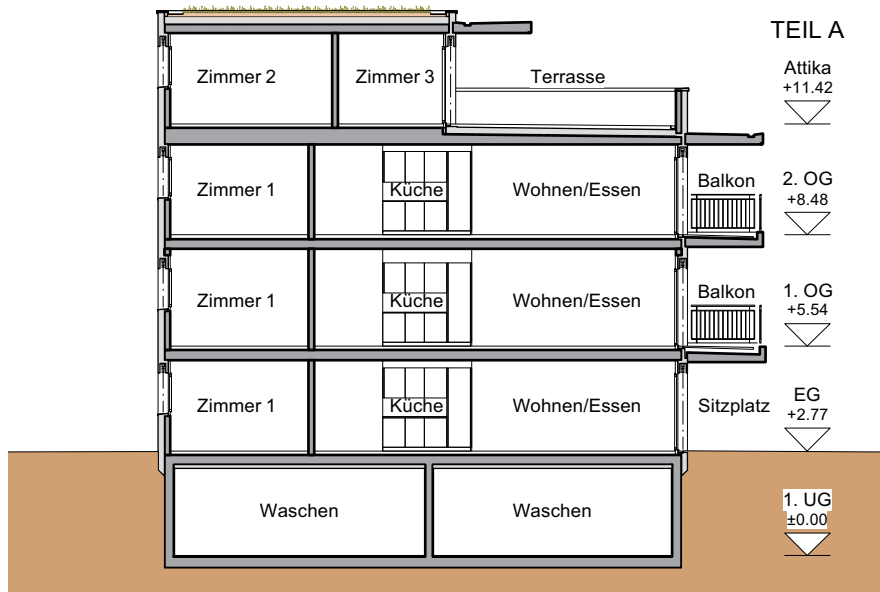 TEIL A
Zimmer 2
Zimmer 3
Terrasse
Attika
+11.42
Zimmer 1
Küche
Wohnen/Essen
Balkon
2. OG
+8.48
Zimmer 1
Küche
Wohnen/Essen
Balkon
1. OG
+5.54
Zimmer 1
Küche
Wohnen/Essen
Sitzplatz
EG
+2.77
Waschen
Waschen
1. UG
±0.00